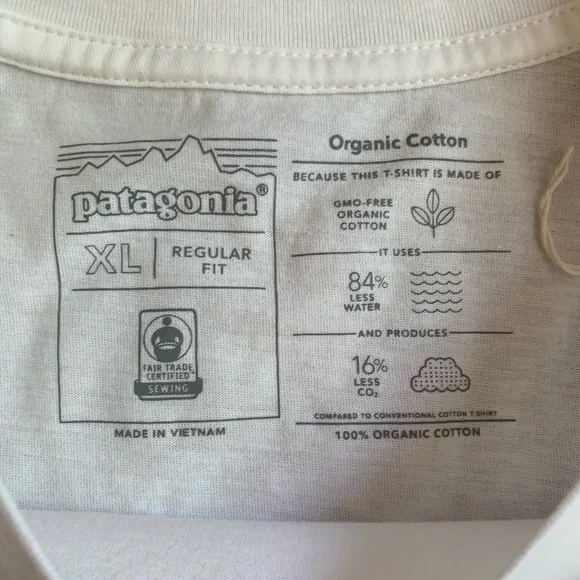 patagonia®
XL
REGULAR
FIT
FAIR TRADE
CERTIFIED™
SEWING
MADE IN VIETNAM
Organic Cotton
BECAUSE THIS T-SHIRT IS MADE OF
GMO-FREE
ORGANIC
COTTON
IT USES
84%
LESS
WATER
AND PRODUCES
16%
LESS
CO₂
COMPARED TO CONVENTIONAL COTTON T-SHIRT
100% ORGANIC COTTON